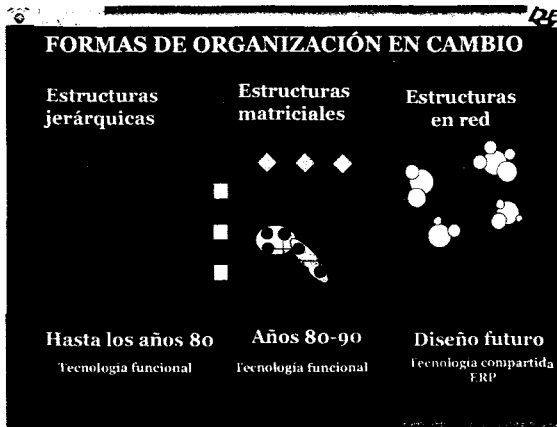 FORMAS DE ORGANIZACIÓN EN CAMBIO
Estructuras
jerárquicas
Estructuras
matriciales
Estructuras
en red
Hasta los años 80
Tecnología funcional
Años 80-90
Tecnología funcional
Diseño futuro
Tecnología compartida
ERP